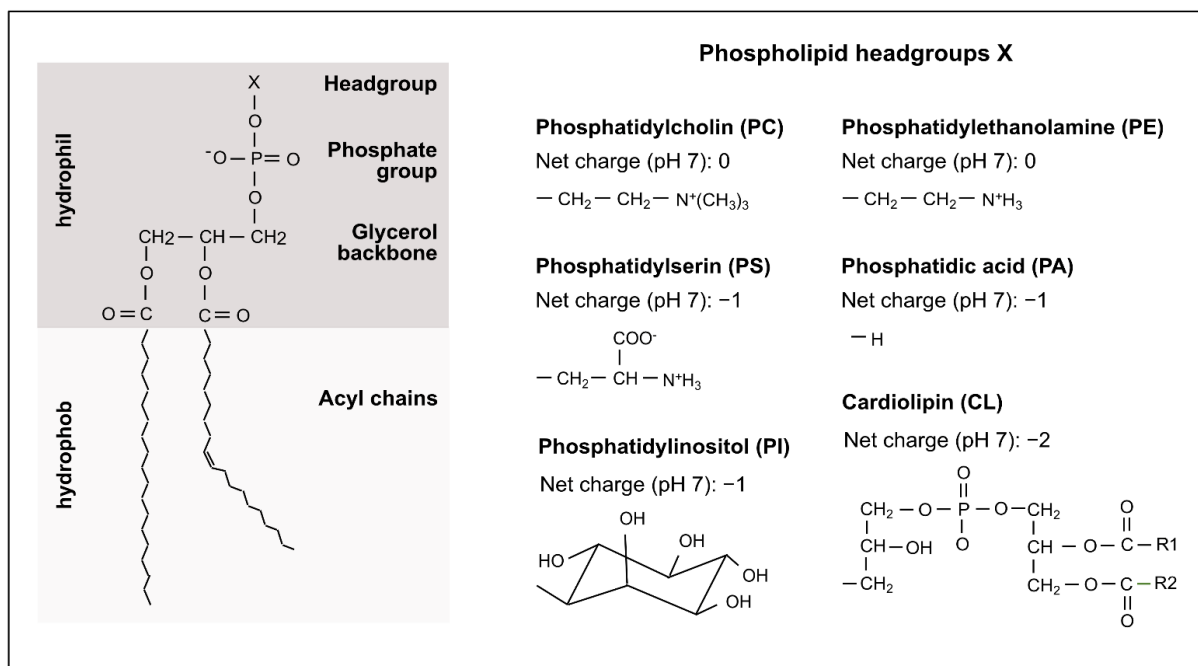 Phospholipid headgroups X
hydrophil
X
Headgroup
O
⁻O—P=O
Phosphate
group
O
CH2—CH—CH2
Glycerol
backbone
O O
O=C C=O
hydrophob
Acyl chains
Phosphatidylcholin (PC)
Net charge (pH 7): 0
—CH₂—CH₂—N⁺(CH₃)₃
Phosphatidylethanolamine (PE)
Net charge (pH 7): 0
—CH₂—CH₂—N⁺H₃
Phosphatidylserin (PS)
Net charge (pH 7): −1
COO⁻
—CH₂—CH—N⁺H₃
Phosphatidic acid (PA)
Net charge (pH 7): −1
—H
Phosphatidylinositol (PI)
Net charge (pH 7): −1
OH
HO OH
OH
OH
Cardiolipin (CL)
Net charge (pH 7): −2
O
CH₂—O—P—O—CH₂ O
CH—OH O CH—O—C—R1
—CH₂ H₃C—O—C—R2
O